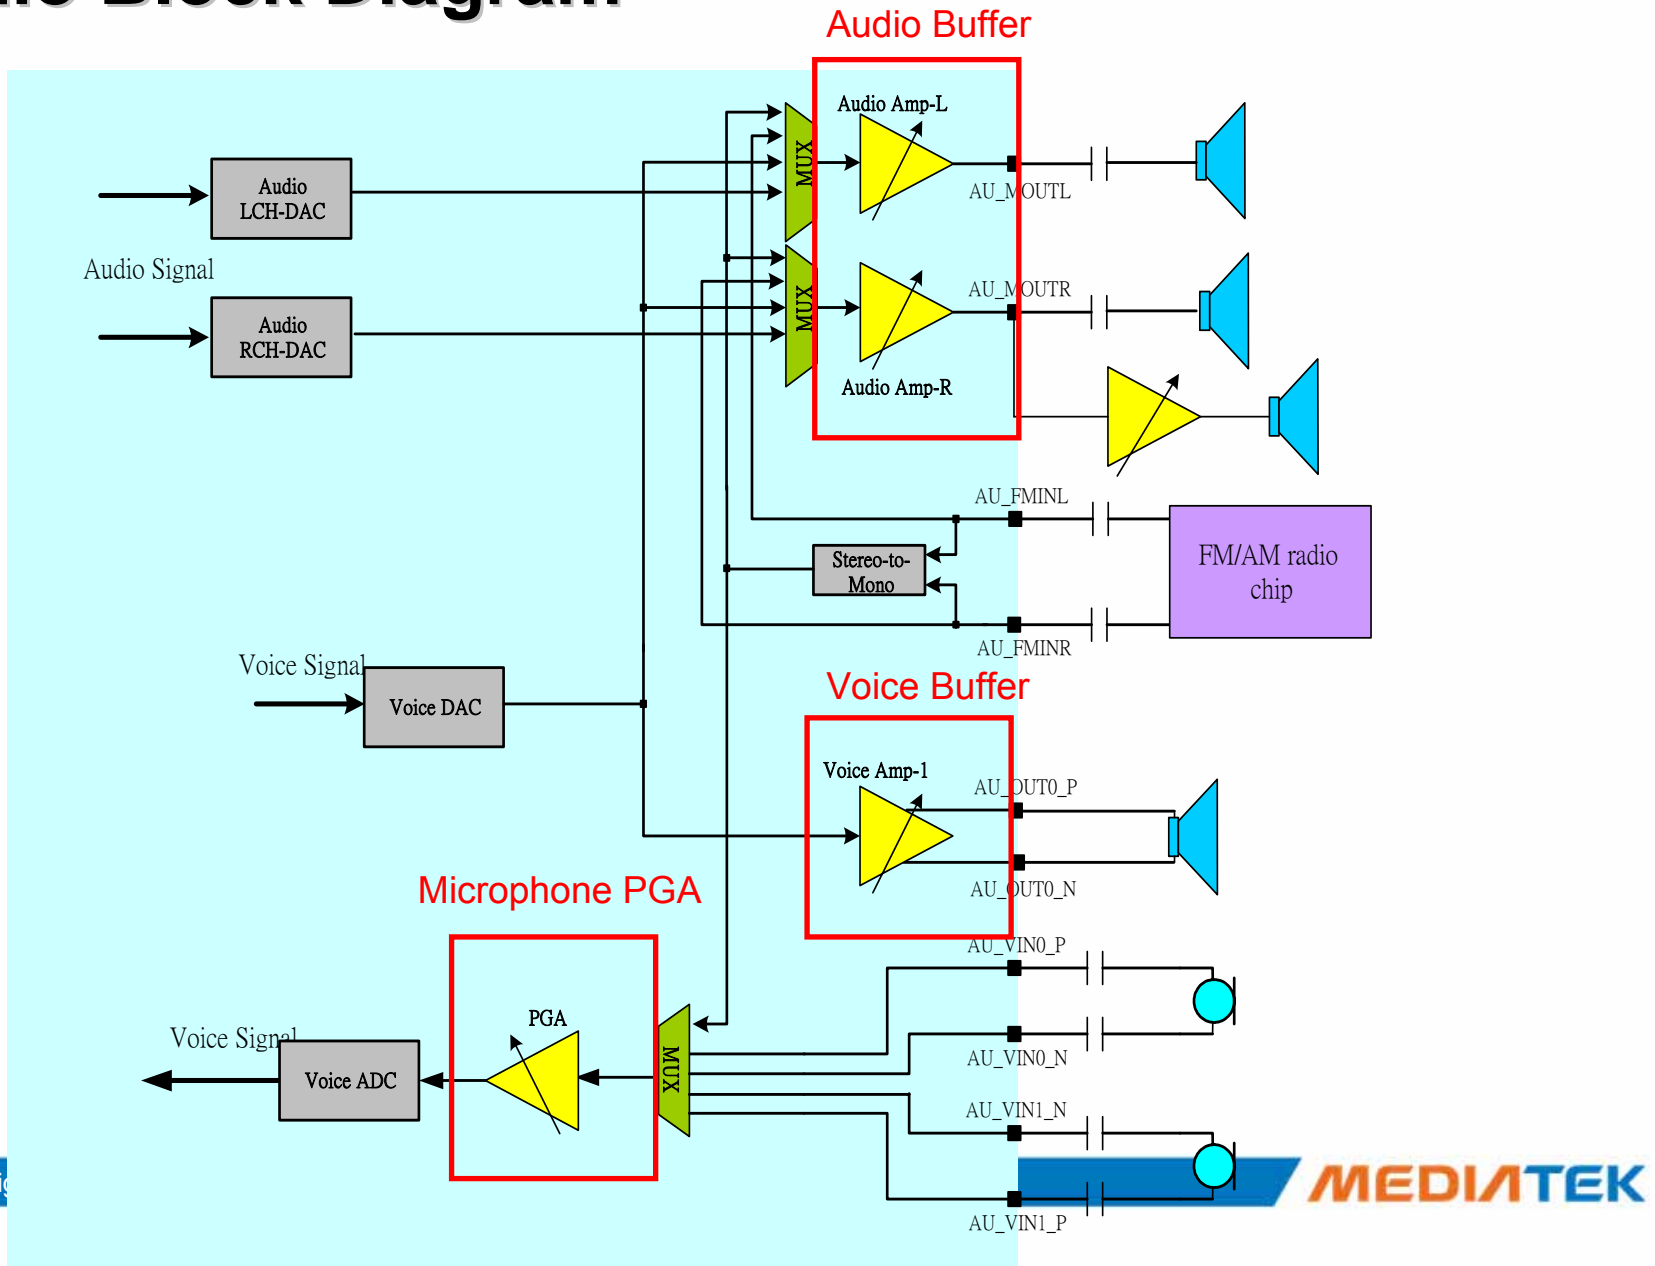 Block Diagram
Audio Buffer
Audio Amp-L
MUX
AU_MOUTL
Audio
LCH-DAC
Audio Signal
Audio
RCH-DAC
MUX
AU_MOUTR
Audio Amp-R
AU_FMINL
Stereo-to-
Mono
FM/AM radio
chip
AU_FMINR
Voice Signal
Voice DAC
Voice Buffer
Voice Amp-1
AU_OUT0_P
AU_OUT0_N
Microphone PGA
AU_VIN0_P
PGA
MUX
Voice Signal
Voice ADC
AU_VIN0_N
AU_VIN1_N
AU_VIN1_P
MEDIATEK